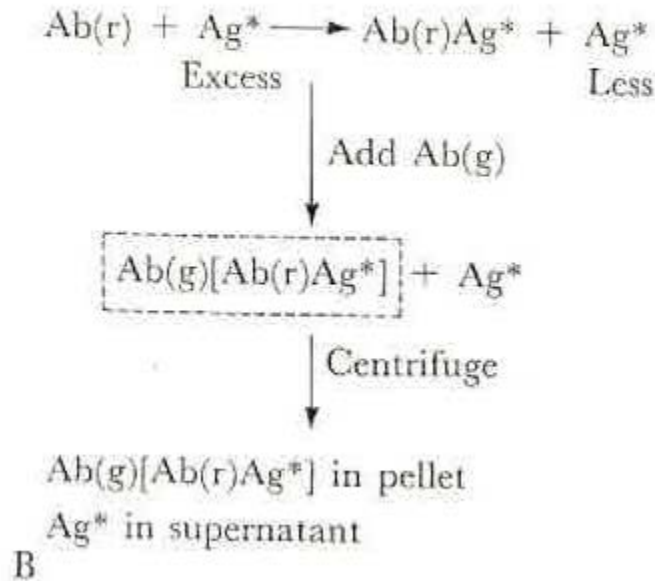 Ab(r) + Ag* → Ab(r)Ag* + Ag*
Excess Less
Add Ab(g)
Ab(g)[Ab(r)Ag*] + Ag*
Centrifuge
Ab(g)[Ab(r)Ag*] in pellet
Ag* in supernatant
B